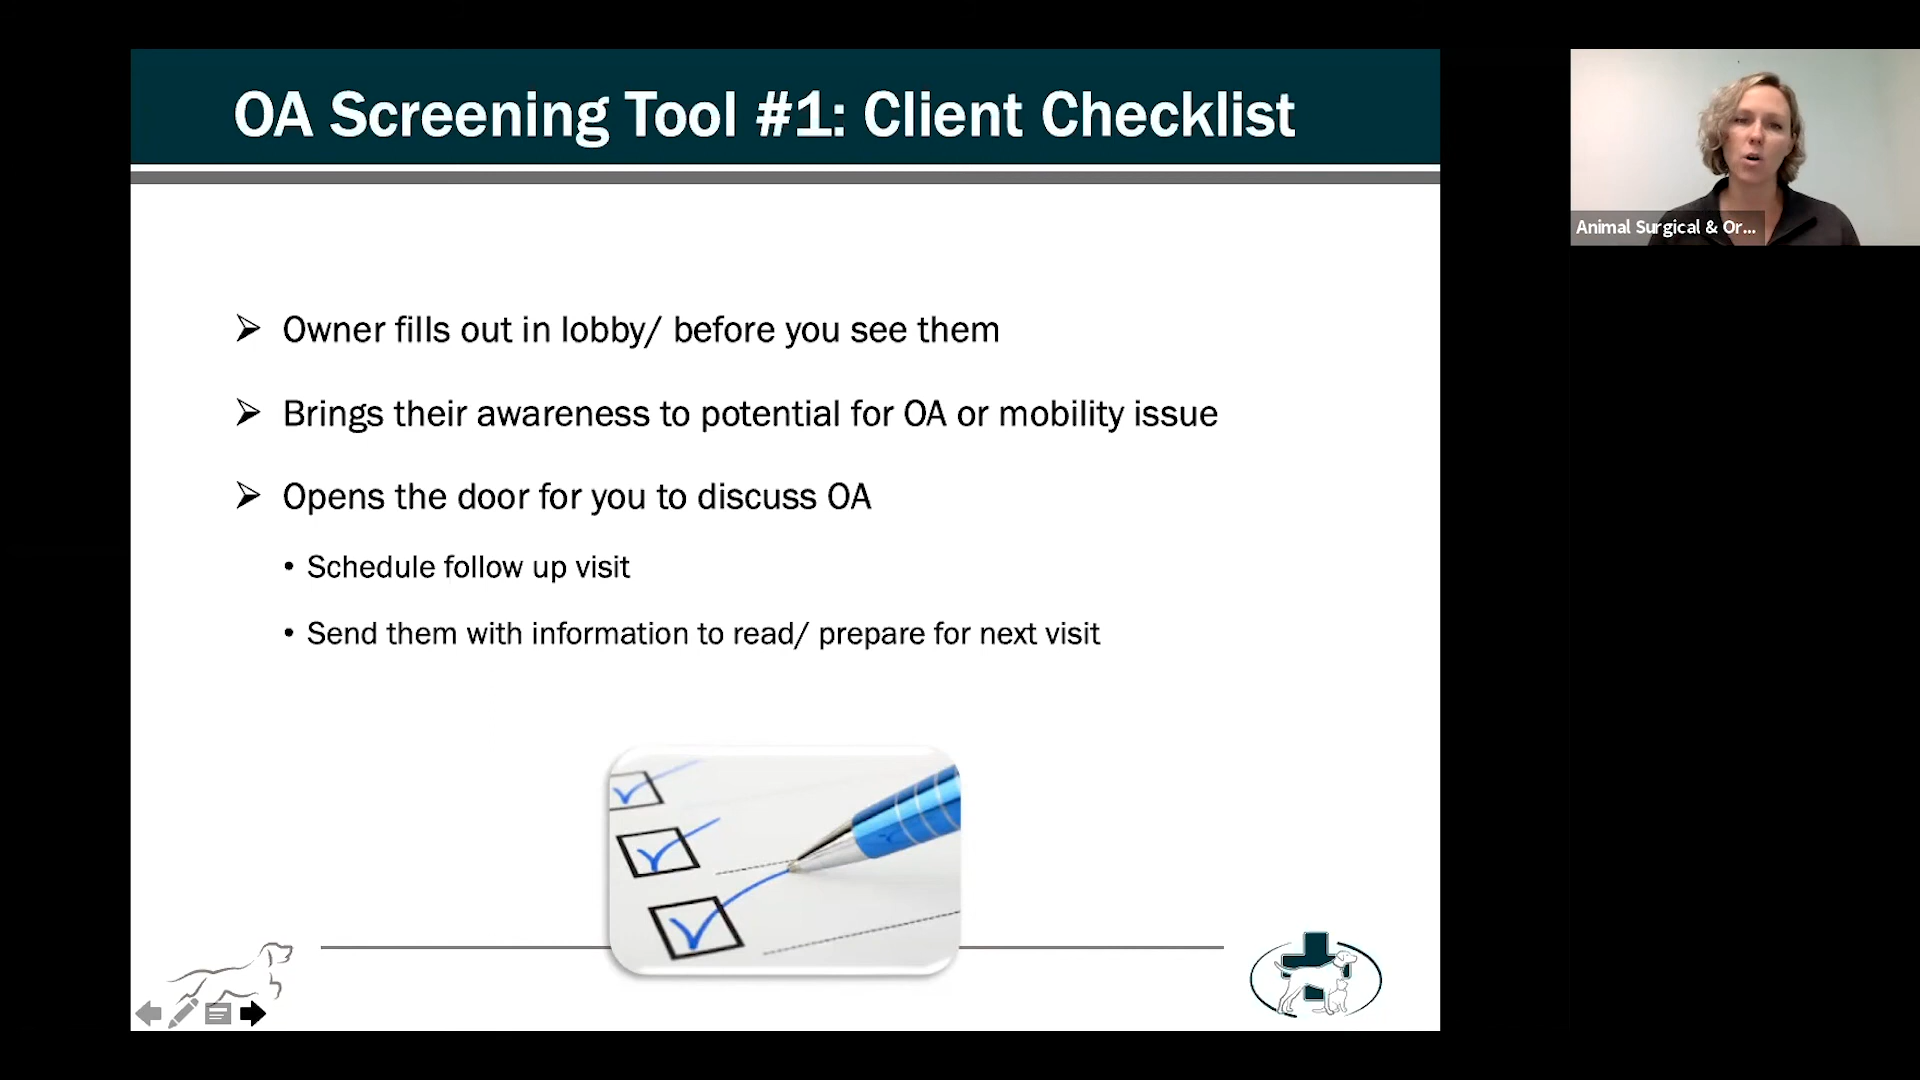 OA Screening Tool #1: Client Checklist
Animal Surgical & Or...
Owner fills out in lobby/ before you see them
Brings their awareness to potential for OA or mobility issue
Opens the door for you to discuss OA
• Schedule follow up visit
• Send them with information to read/ prepare for next visit